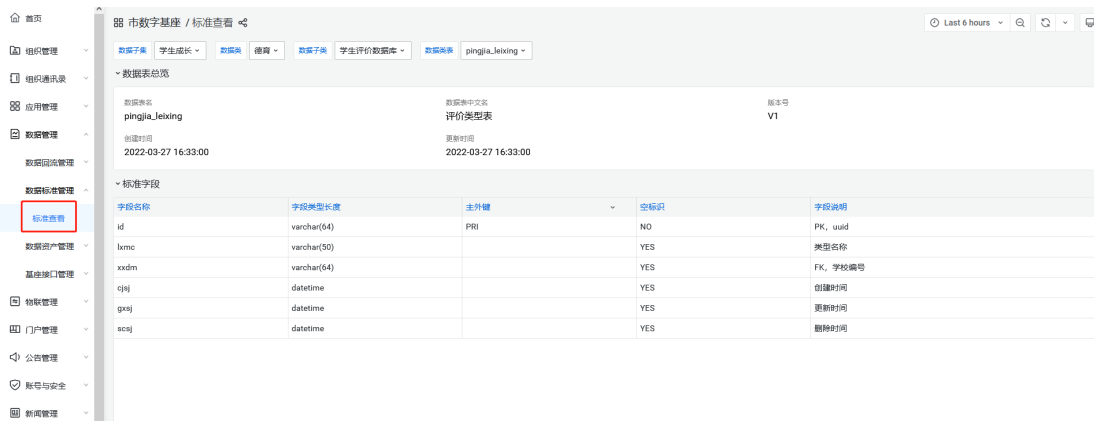 首页
组织管理
组织通讯录
应用管理
数据管理
数据回流管理
数据标准管理
标准查看
数据资产管理
基座接口管理
物联管理
门户管理
公告管理
账号与安全
新闻管理
市数字基座 / 标准查看
Last 6 hours
数据子集 学生成长 数据类 德育 数据子类 学生评价数据库 数据类表 pingjia_leixing
数据表总览
数据表名 数据表中文名 版本号
pingjia_leixing 评价类型表 V1
创建时间 更新时间
2022-03-27 16:33:00 2022-03-27 16:33:00
标准字段
字段名称 字段类型长度 主外键 空标识 字段说明
id varchar(64) PRI NO PK, uuid
lxmc varchar(50) YES 类型名称
xxdm varchar(64) YES FK, 学校编号
cjsj datetime YES 创建时间
gxsj datetime YES 更新时间
scsj datetime YES 删除时间